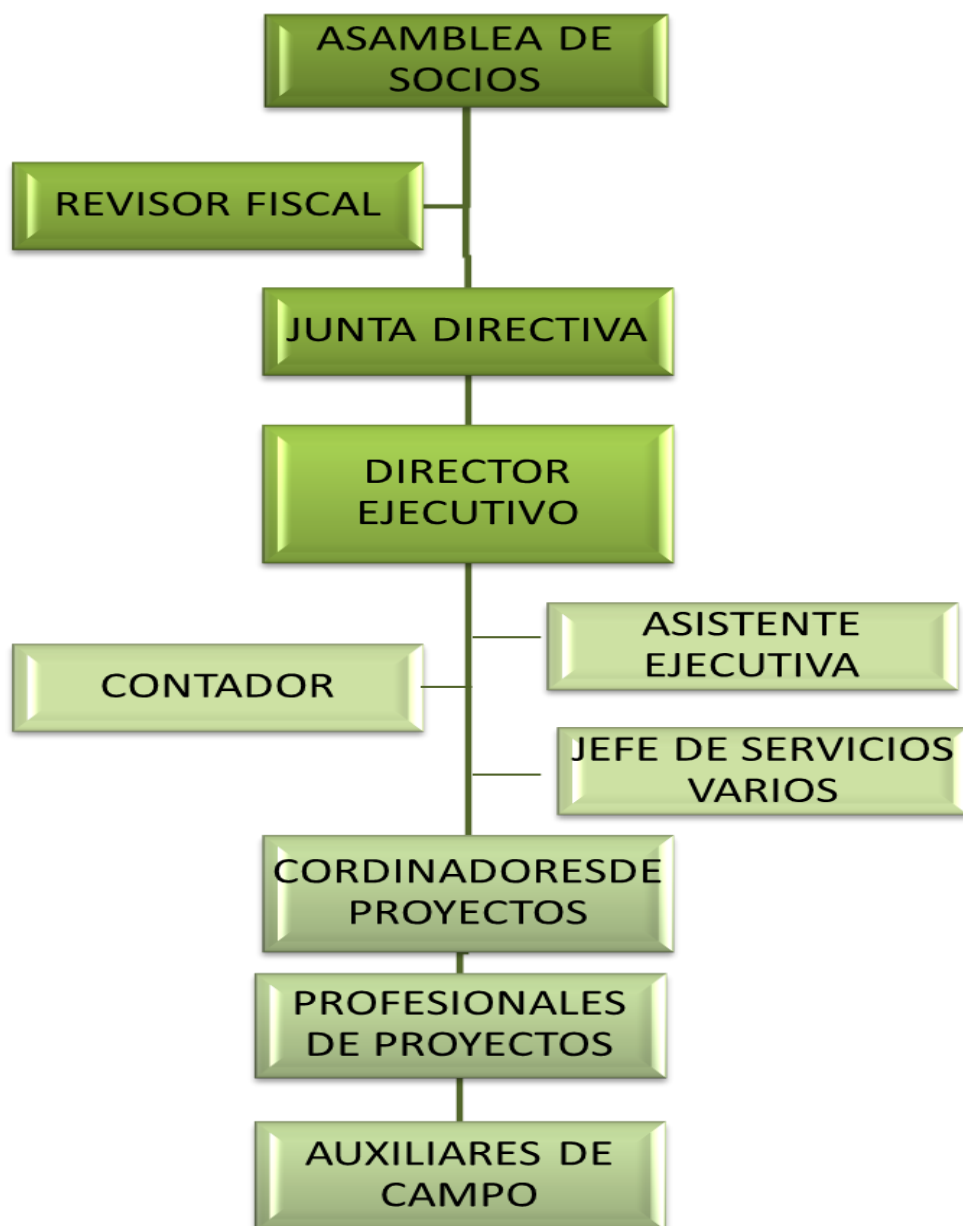 ASAMBLEA DE
SOCIOS
REVISOR FISCAL
JUNTA DIRECTIVA
DIRECTOR
EJECUTIVO
ASISTENTE
EJECUTIVA
CONTADOR
JEFE DE SERVICIOS
VARIOS
CORDINADORESDE
PROYECTOS
PROFESIONALES
DE PROYECTOS
AUXILIARES DE
CAMPO